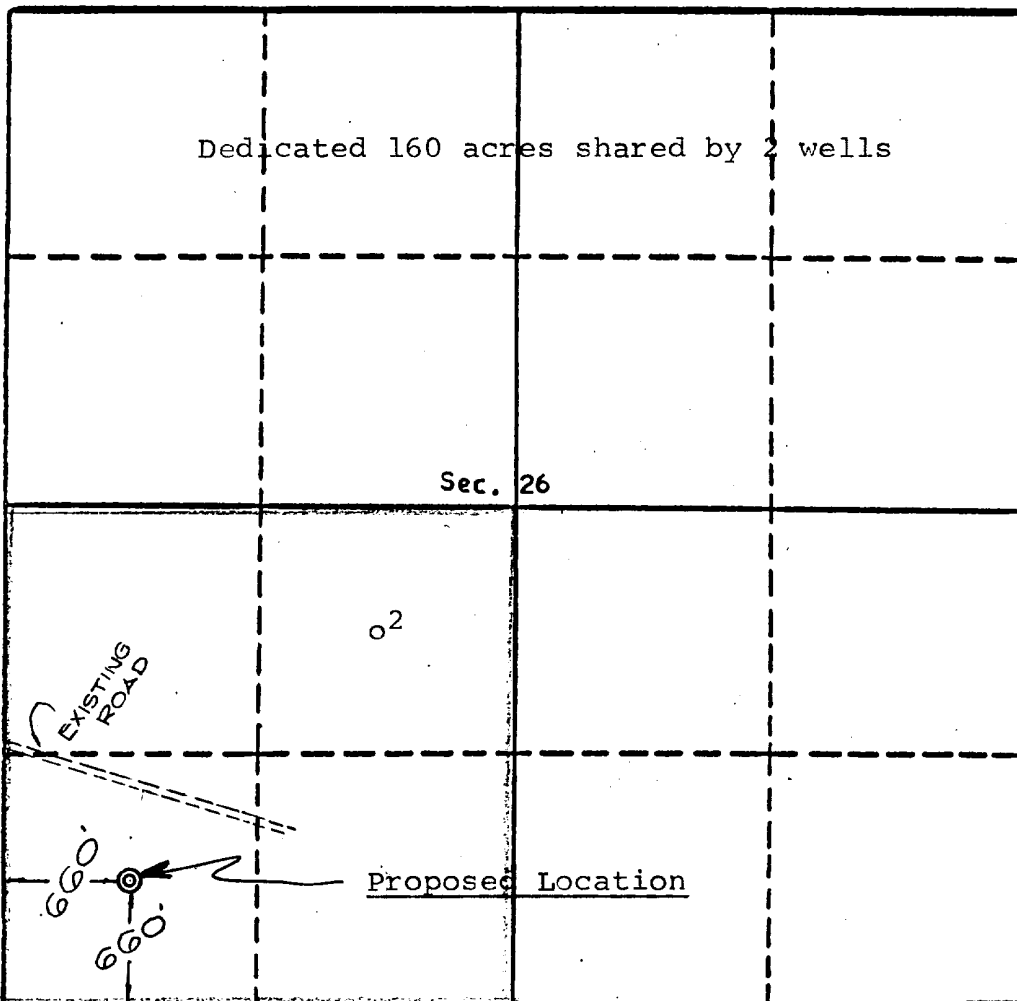 Dedicated 160 acres shared by 2 wells
Sec. 26
o2
EXISTING
ROAD
660'
Proposed Location
660'